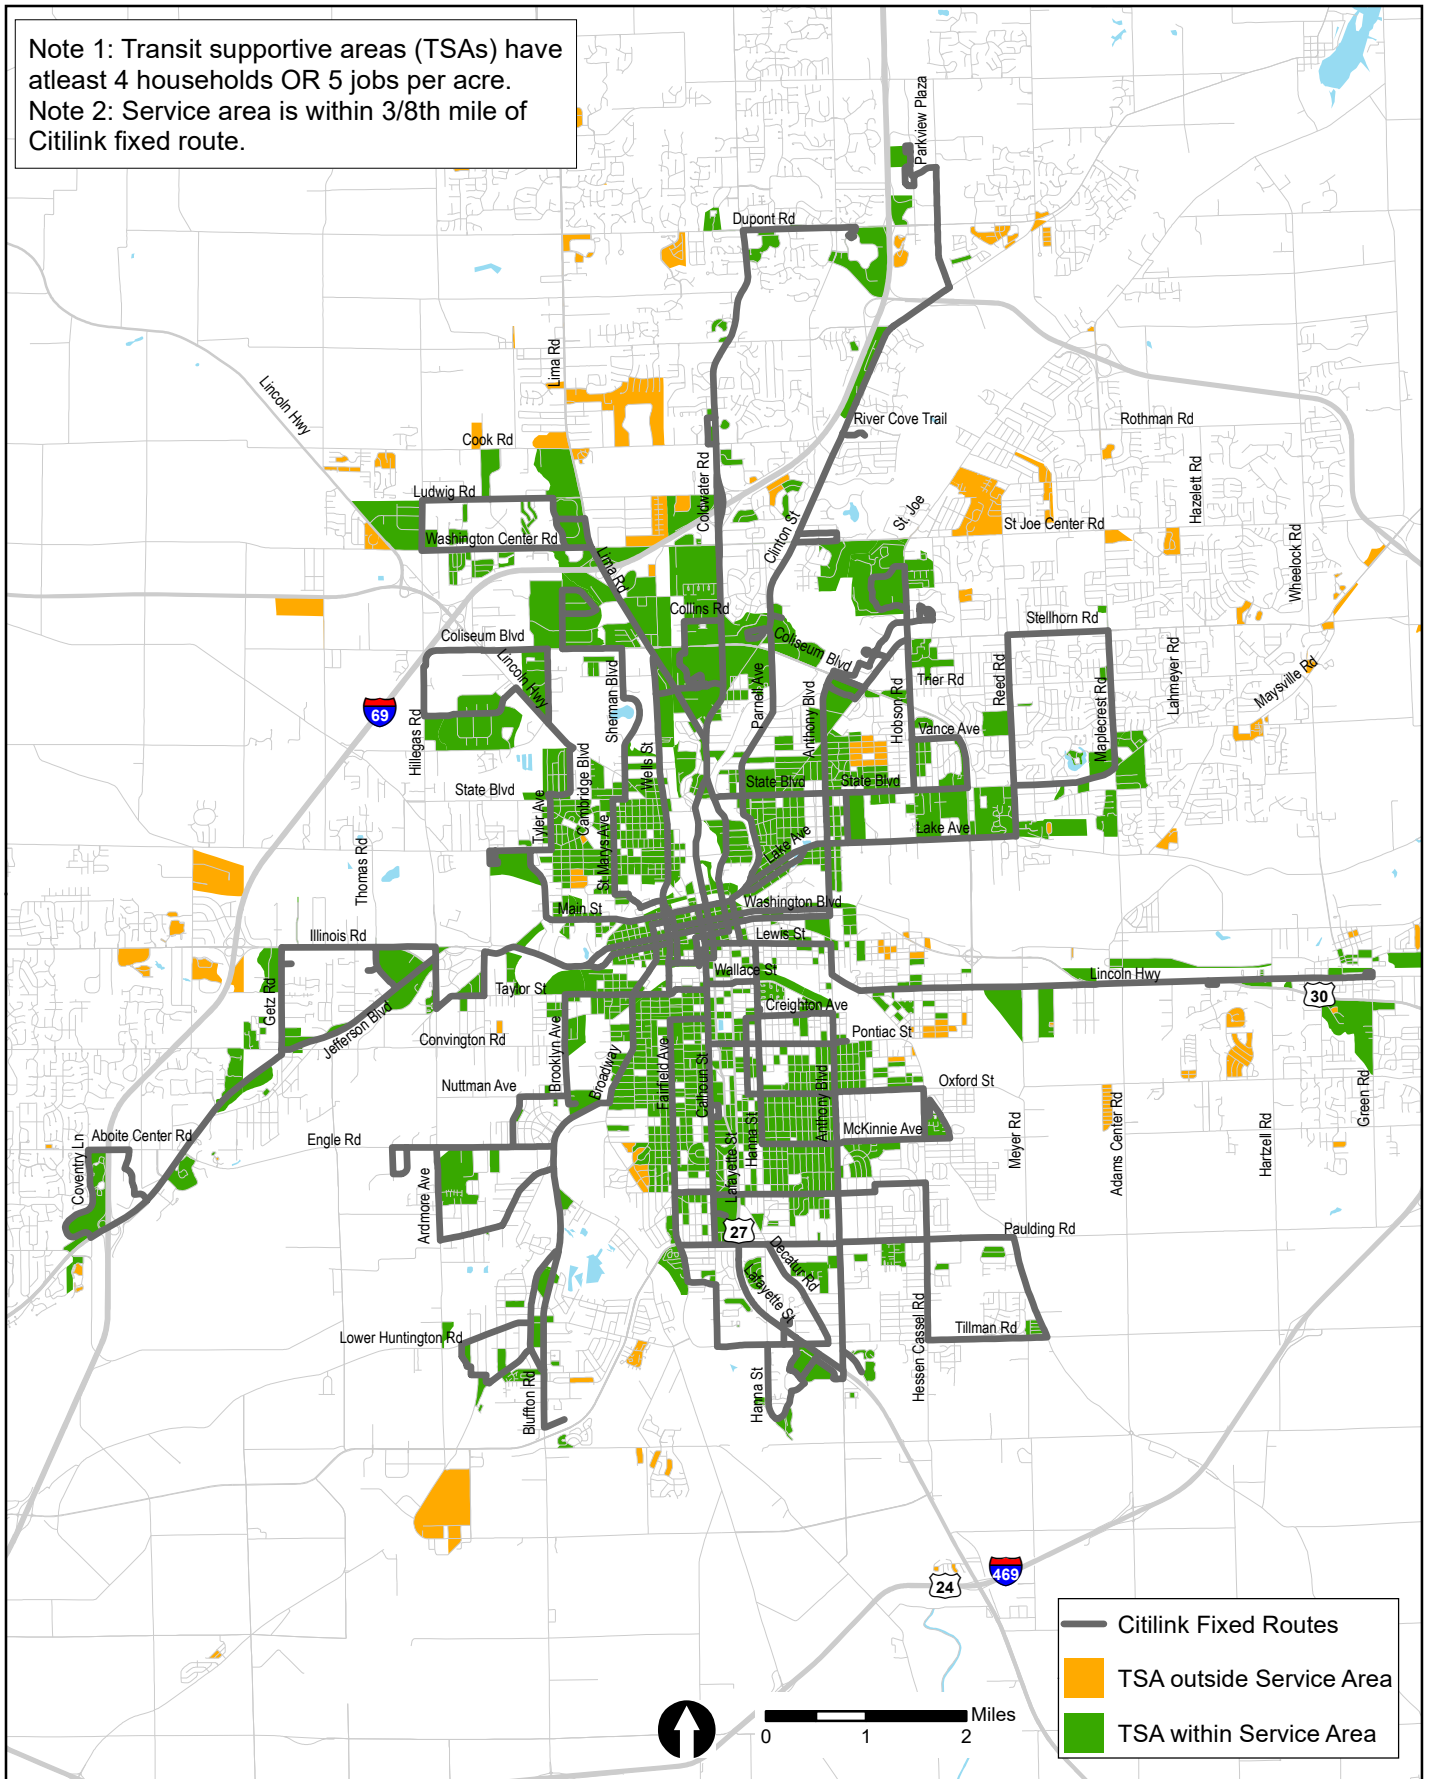 Note 1: Transit supportive areas (TSAs) have
atleast 4 households OR 5 jobs per acre.
Note 2: Service area is within 3/8th mile of
Citilink fixed route.
Parkview Plaza
Dupont Rd
Lima Rd
Lincoln Hwy
River Cove Trail
Rothman Rd
Cook Rd
Coldwater Rd
Hazelett Rd
Ludwig Rd
St. Joe
St Joe Center Rd
Clinton St
Washington Center Rd
Wheelock Rd
Lima Rd
Collins Rd
Stellhorn Rd
Coliseum Blvd
Coliseum Blvd
Lincoln Hwy
Sherman Blvd
Parnell Ave
Anthony Blvd
Hobson Rd
Trier Rd
Reed Rd
Maplecrest Rd
Lahmeyer Rd
Maysville Rd
69
Hillegas Rd
Vance Ave
Cambridge Blvd
Wells St
State Blvd
State Blvd
State Blvd
Tyler Ave
St Marys Ave
Lake Ave
Lake Ave
Thomas Rd
Main St
Washington Blvd
Illinois Rd
Lewis St
Wallace St
Lincoln Hwy
Getz Rd
Taylor St
30
Creighton Ave
Jefferson Blvd
Convington Rd
Brooklyn Ave
Broadway
Fairfield Ave
Calhoun St
Pontiac St
Nuttman Ave
Anthony Blvd
Oxford St
Green Rd
Coventry Ln
Aboite Center Rd
Engle Rd
Lafayette St
Hanna St
McKinnie Ave
Meyer Rd
Adams Center Rd
Hartzell Rd
Ardmore Ave
27
Paulding Rd
Decatur Rd
Lafayette St
Lower Huntington Rd
Hessen Cassel Rd
Tillman Rd
Bluffton Rd
Hanna St
469
24
Citilink Fixed Routes
TSA outside Service Area
TSA within Service Area
Miles
0 1 2